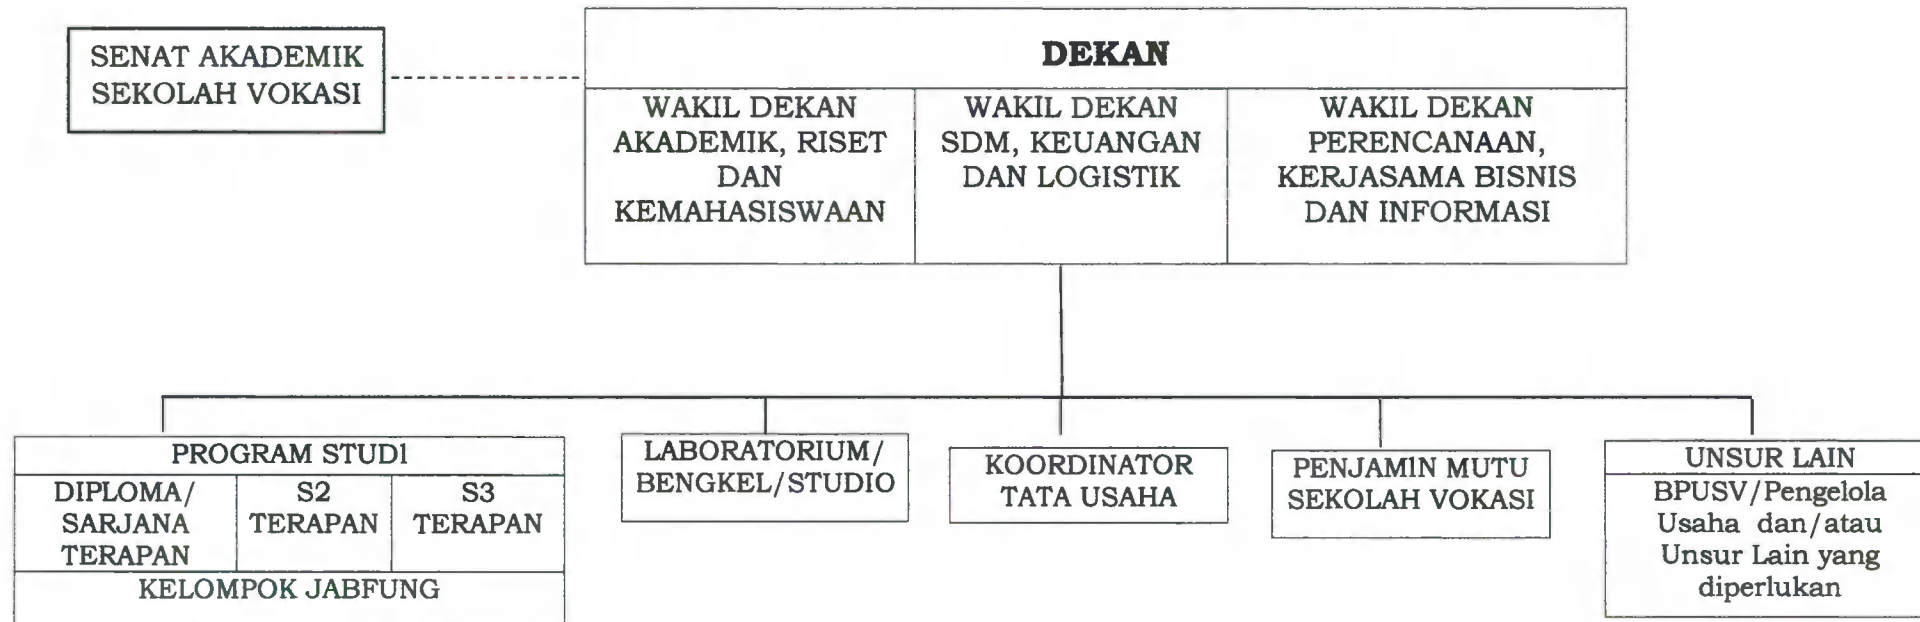 SENAT AKADEMIK
SEKOLAH VOKASI
DEKAN
WAKIL DEKAN
AKADEMIK, RISET
DAN
KEMAHASISWAAN
WAKIL DEKAN
SDM, KEUANGAN
DAN LOGISTIK
WAKIL DEKAN
PERENCANAAN,
KERJASAMA BISNIS
DAN INFORMASI
PROGRAM STUDI
DIPLOMA/
SARJANA
TERAPAN
S2
TERAPAN
S3
TERAPAN
KELOMPOK JABFUNG
LABORATORIUM/
BENGKEL/STUDIO
KOORDINATOR
TATA USAHA
PENJAMIN MUTU
SEKOLAH VOKASI
UNSUR LAIN
BPUSV/Pengelola
Usaha dan/atau
Unsur Lain yang
diperlukan